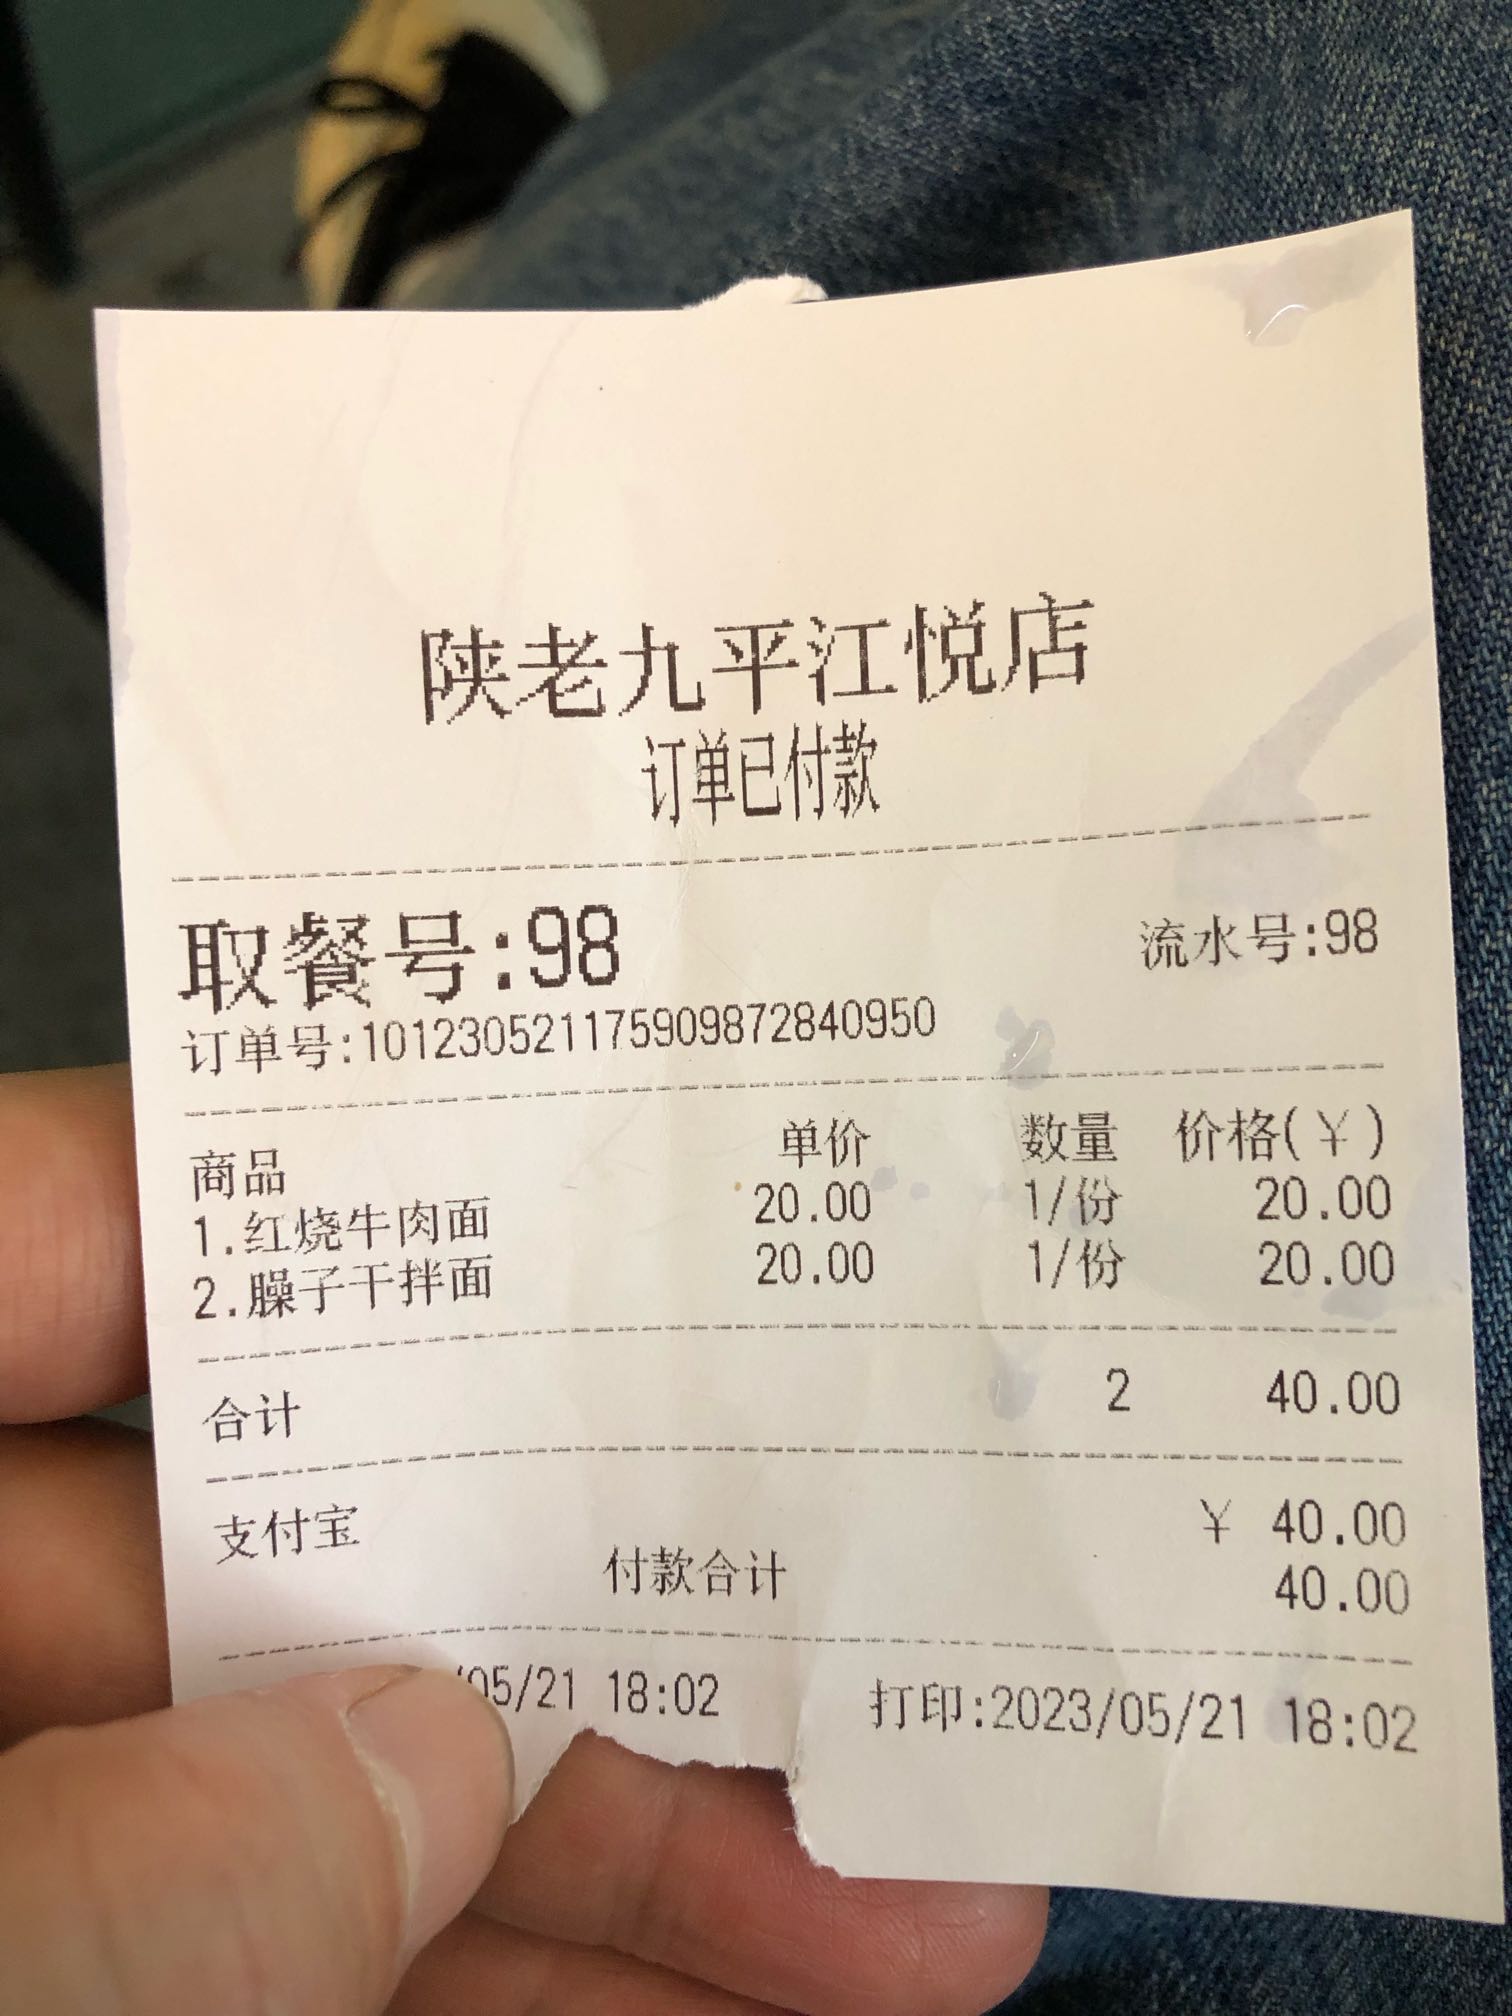 陕老九平江悦店
订单已付款
取餐号:98 流水号:98
订单号:101230521175909872840950
商品 单价 数量 价格(¥)
1.红烧牛肉面 20.00 1/份 20.00
2.臊子干拌面 20.00 1/份 20.00
合计 2 40.00
支付宝 ¥ 40.00
付款合计 40.00
/05/21 18:02 打印:2023/05/21 18:02